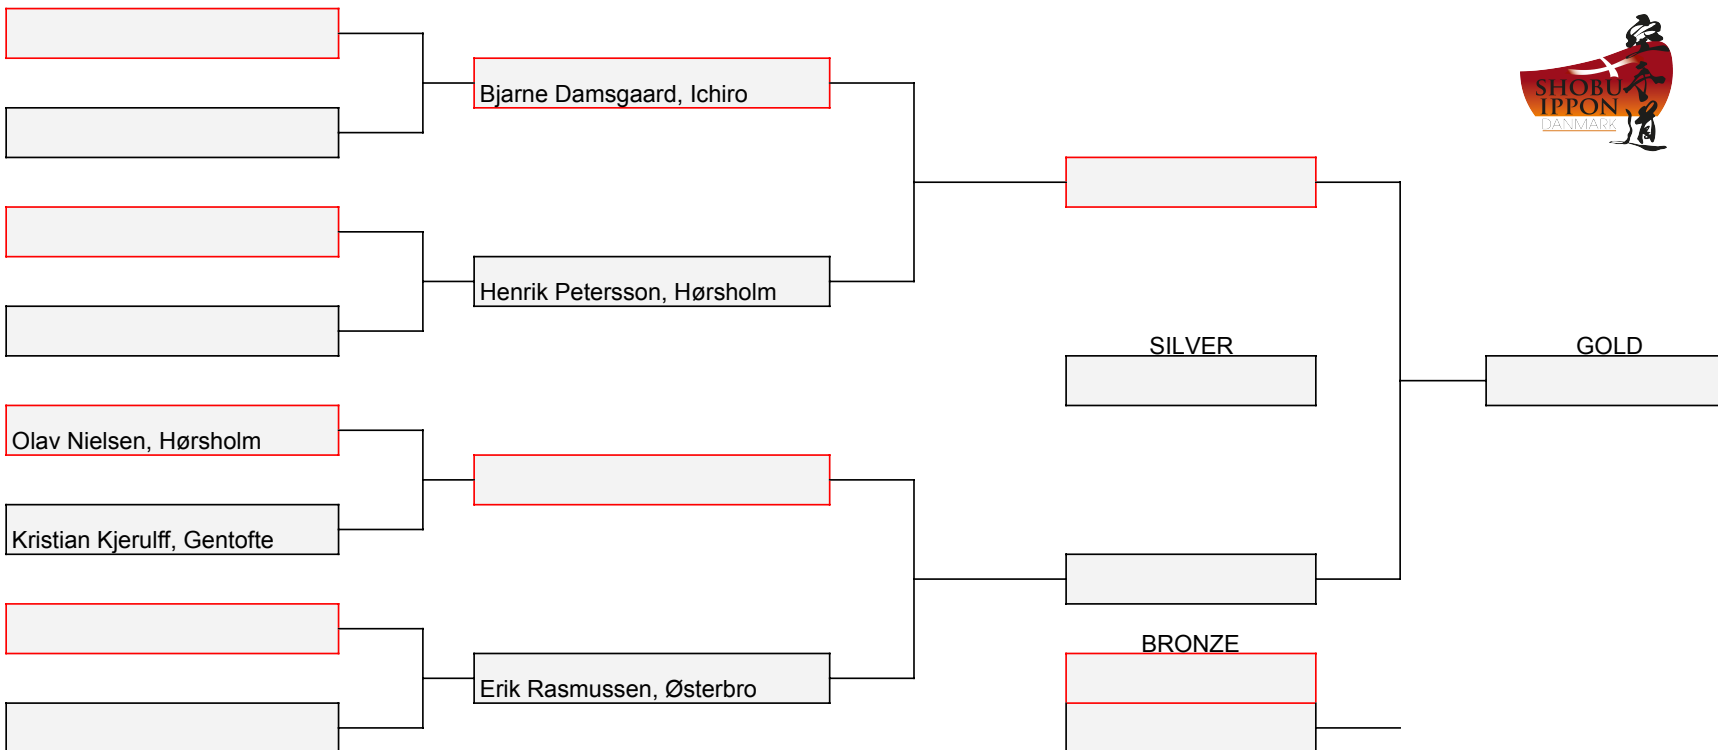 Bjarne Damsgaard, Ichiro
SHOBU
IPPON
DANMARK
Henrik Petersson, Hørsholm
SILVER
GOLD
Olav Nielsen, Hørsholm
Kristian Kjerulff, Gentofte
BRONZE
Erik Rasmussen, Østerbro